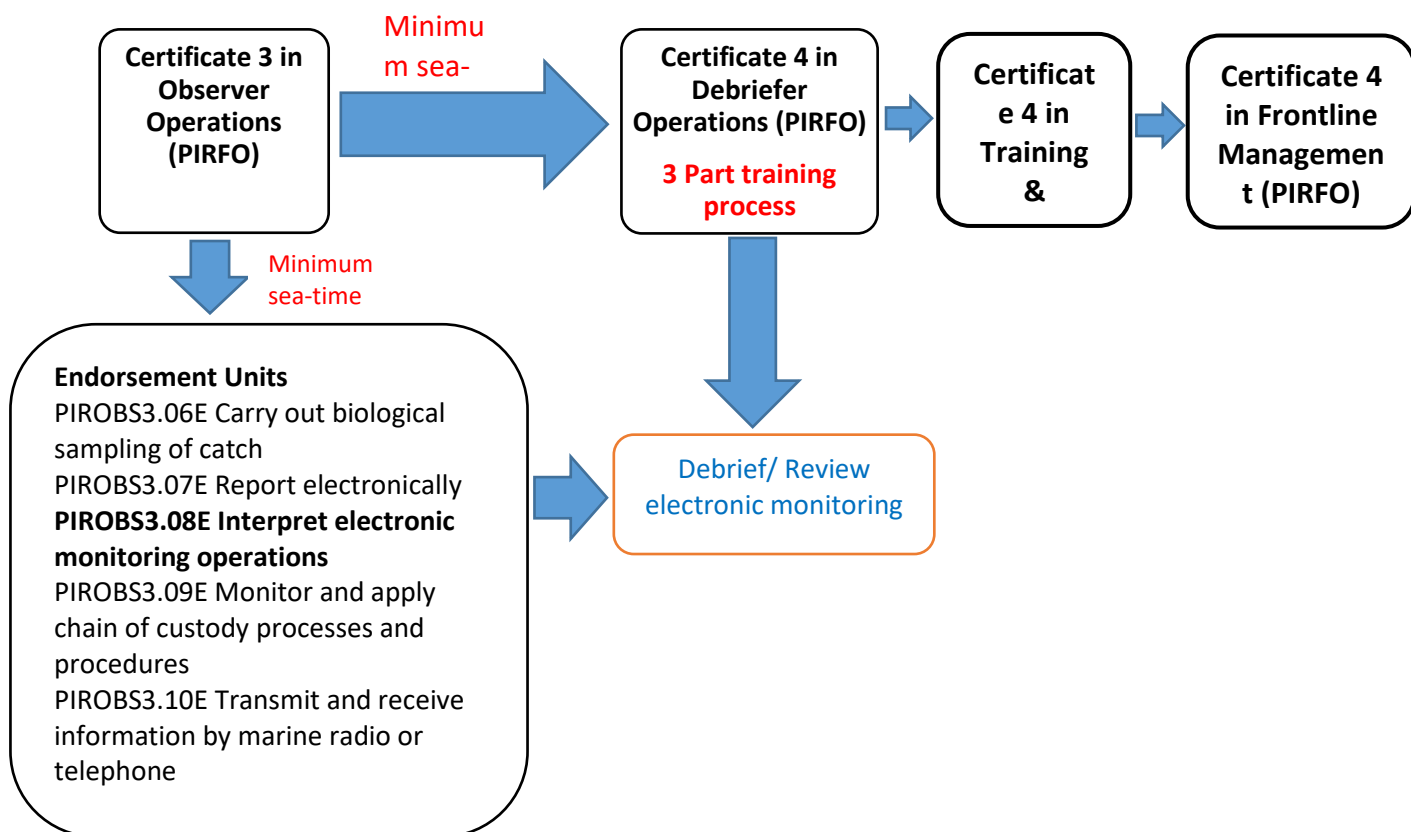 Certificate 3 in
Observer
Operations
(PIRFO)
Minimu
m sea-
Certificate 4 in
Debriefer
Operations (PIRFO)
3 Part training
process
Certificat
e 4 in
Training
&
Certificate 4
in Frontline
Managemen
t (PIRFO)
Minimum
sea-time
Endorsement Units
PIROBS3.06E Carry out biological
sampling of catch
PIROBS3.07E Report electronically
PIROBS3.08E Interpret electronic
monitoring operations
PIROBS3.09E Monitor and apply
chain of custody processes and
procedures
PIROBS3.10E Transmit and receive
information by marine radio or
telephone
Debrief/ Review
electronic monitoring